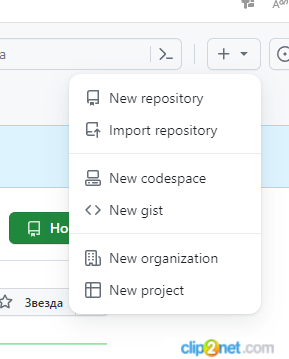 New repository
Import repository
New codespace
New gist
Но
New organization
New project
Звезда
clip2net.com